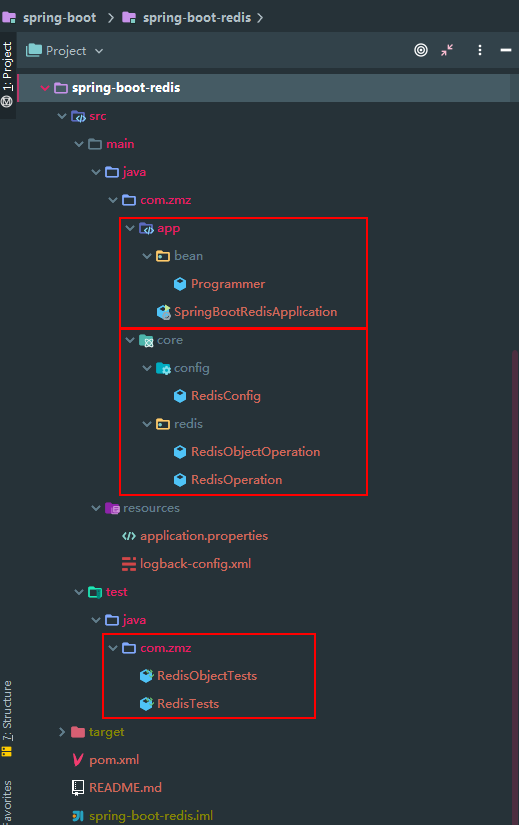 spring-boot spring-boot-redis
Project
1: Project
spring-boot-redis
src
main
java
com.zmz
app
bean
Programmer
SpringBootRedisApplication
core
config
RedisConfig
redis
RedisObjectOperation
RedisOperation
resources
application.properties
logback-config.xml
test
java
com.zmz
RedisObjectTests
RedisTests
target
pom.xml
README.md
spring-boot-redis.iml
7: Structure
avorites